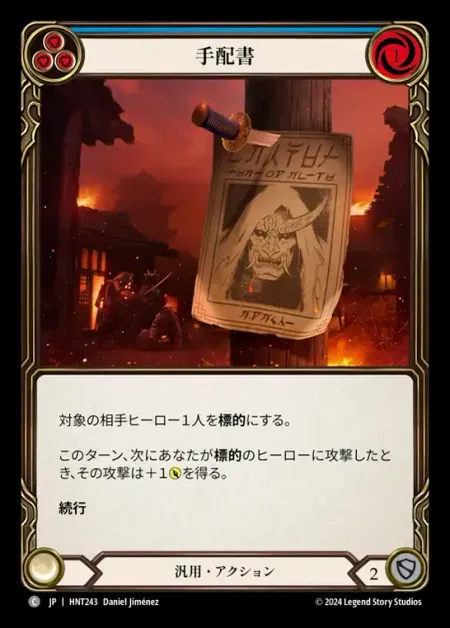 1
手配書
対象の相手ヒーロー1人を標的にする。
このターン、次にあなたが標的のヒーローに攻撃したと
き、その攻撃は+1を得る。
続行
汎用・アクション
2
C JP | HNT243 Daniel Jiménez
© 2024 Legend Story Studios